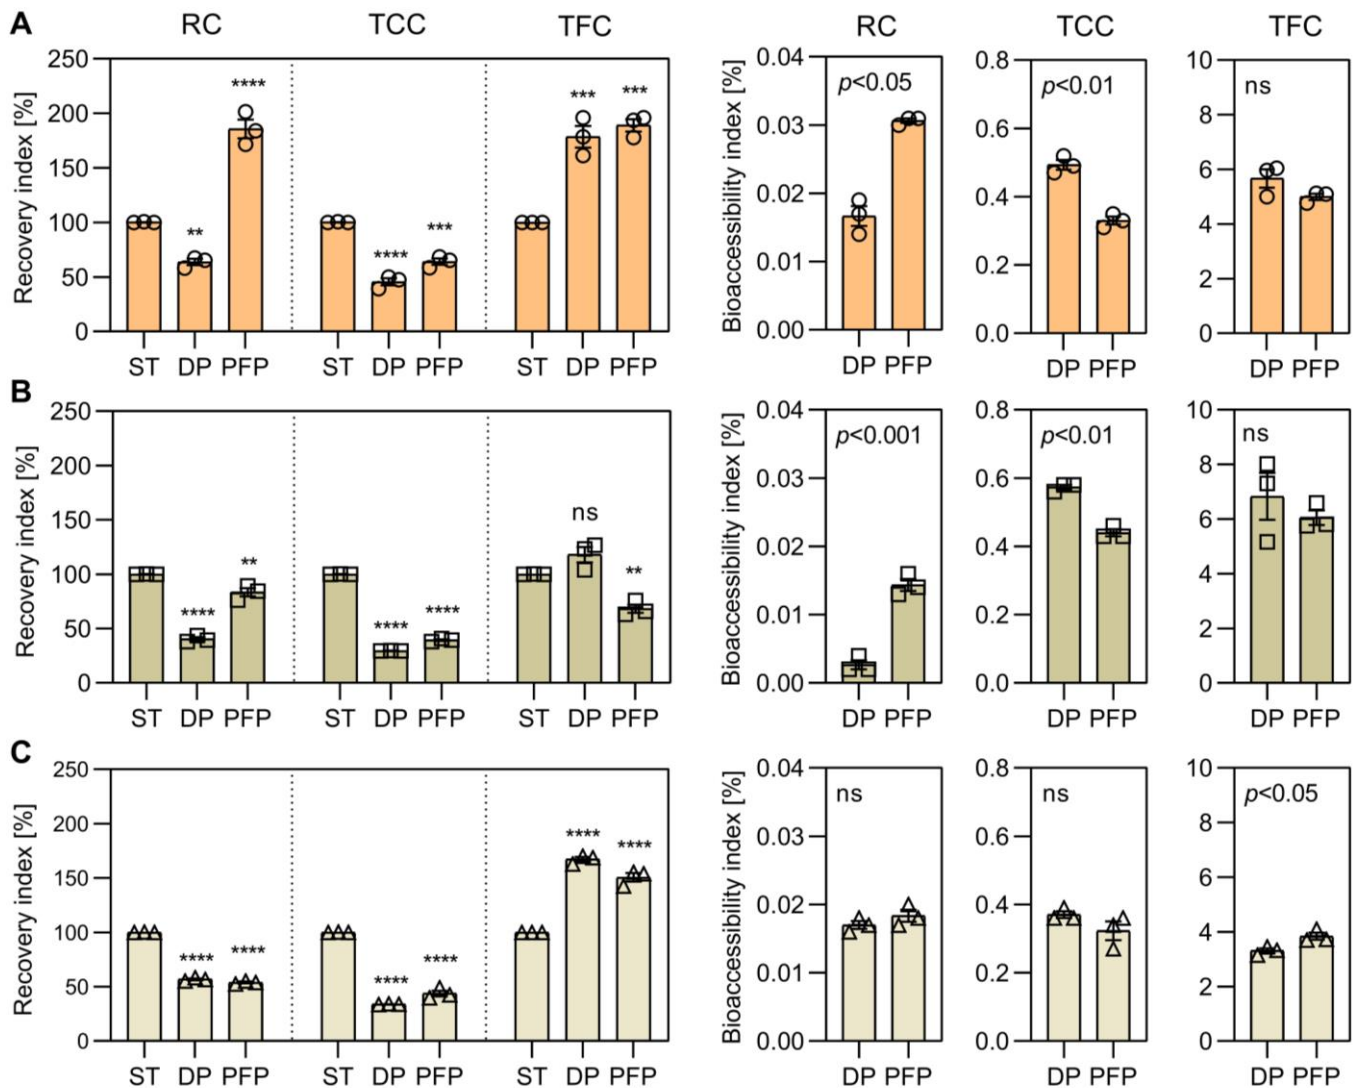 A
RC TCC TFC
RC TCC TFC
Recovery index [%]
250
200
150
100
50
0
**
****
****
***
***
***
ST DP PFP ST DP PFP ST DP PFP
Bioaccessibility index [%]
0.04
0.03
0.02
0.01
0.00
p<0.05
DP PFP
0.8
0.6
0.4
0.2
0.0
p<0.01
DP PFP
10
8
6
4
2
0
ns
DP PFP
B
Recovery index [%]
250
200
150
100
50
0
****
**
****
****
ns
**
ST DP PFP ST DP PFP ST DP PFP
Bioaccessibility index [%]
0.04
0.03
0.02
0.01
0.00
p<0.001
DP PFP
0.8
0.6
0.4
0.2
0.0
p<0.01
DP PFP
10
8
6
4
2
0
ns
DP PFP
C
Recovery index [%]
250
200
150
100
50
0
****
****
****
****
****
****
ST DP PFP ST DP PFP ST DP PFP
Bioaccessibility index [%]
0.04
0.03
0.02
0.01
0.00
ns
DP PFP
0.8
0.6
0.4
0.2
0.0
ns
DP PFP
10
8
6
4
2
0
p<0.05
DP PFP